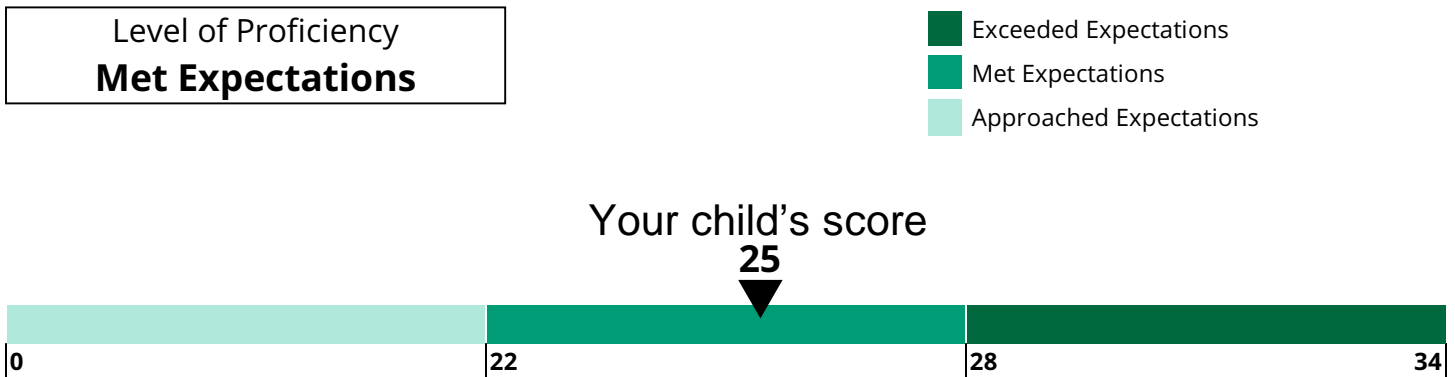 Level of Proficiency
Met Expectations
Exceeded Expectations
Met Expectations
Approached Expectations
Your child's score
25
0
22
28
34